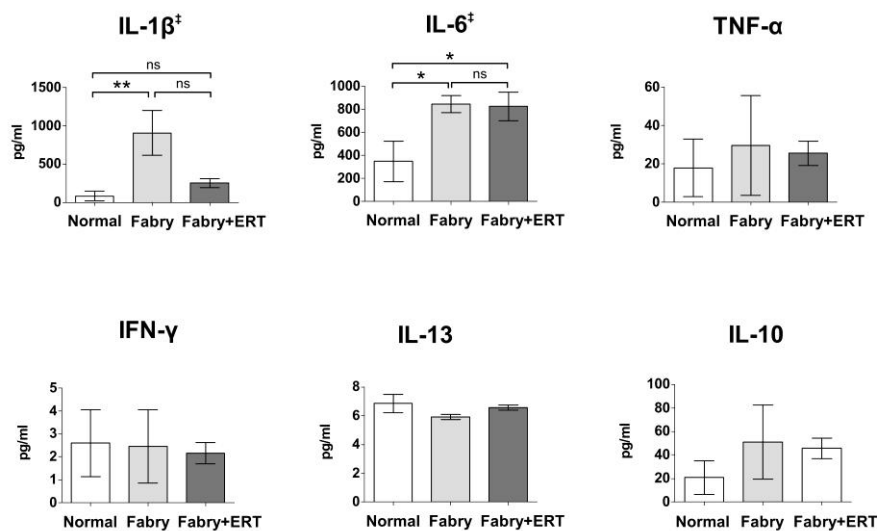 IL-1β‡
ns
**
ns
1500
1000
500
0
pg/ml
Normal Fabry Fabry+ERT
IL-6‡
*
*
ns
1000
800
600
400
200
0
pg/ml
Normal Fabry Fabry+ERT
TNF-α
60
40
20
0
pg/ml
Normal Fabry Fabry+ERT
IFN-γ
5
4
3
2
1
0
pg/ml
Normal Fabry Fabry+ERT
IL-13
8
6
4
2
0
pg/ml
Normal Fabry Fabry+ERT
IL-10
100
80
60
40
20
0
pg/ml
Normal Fabry Fabry+ERT